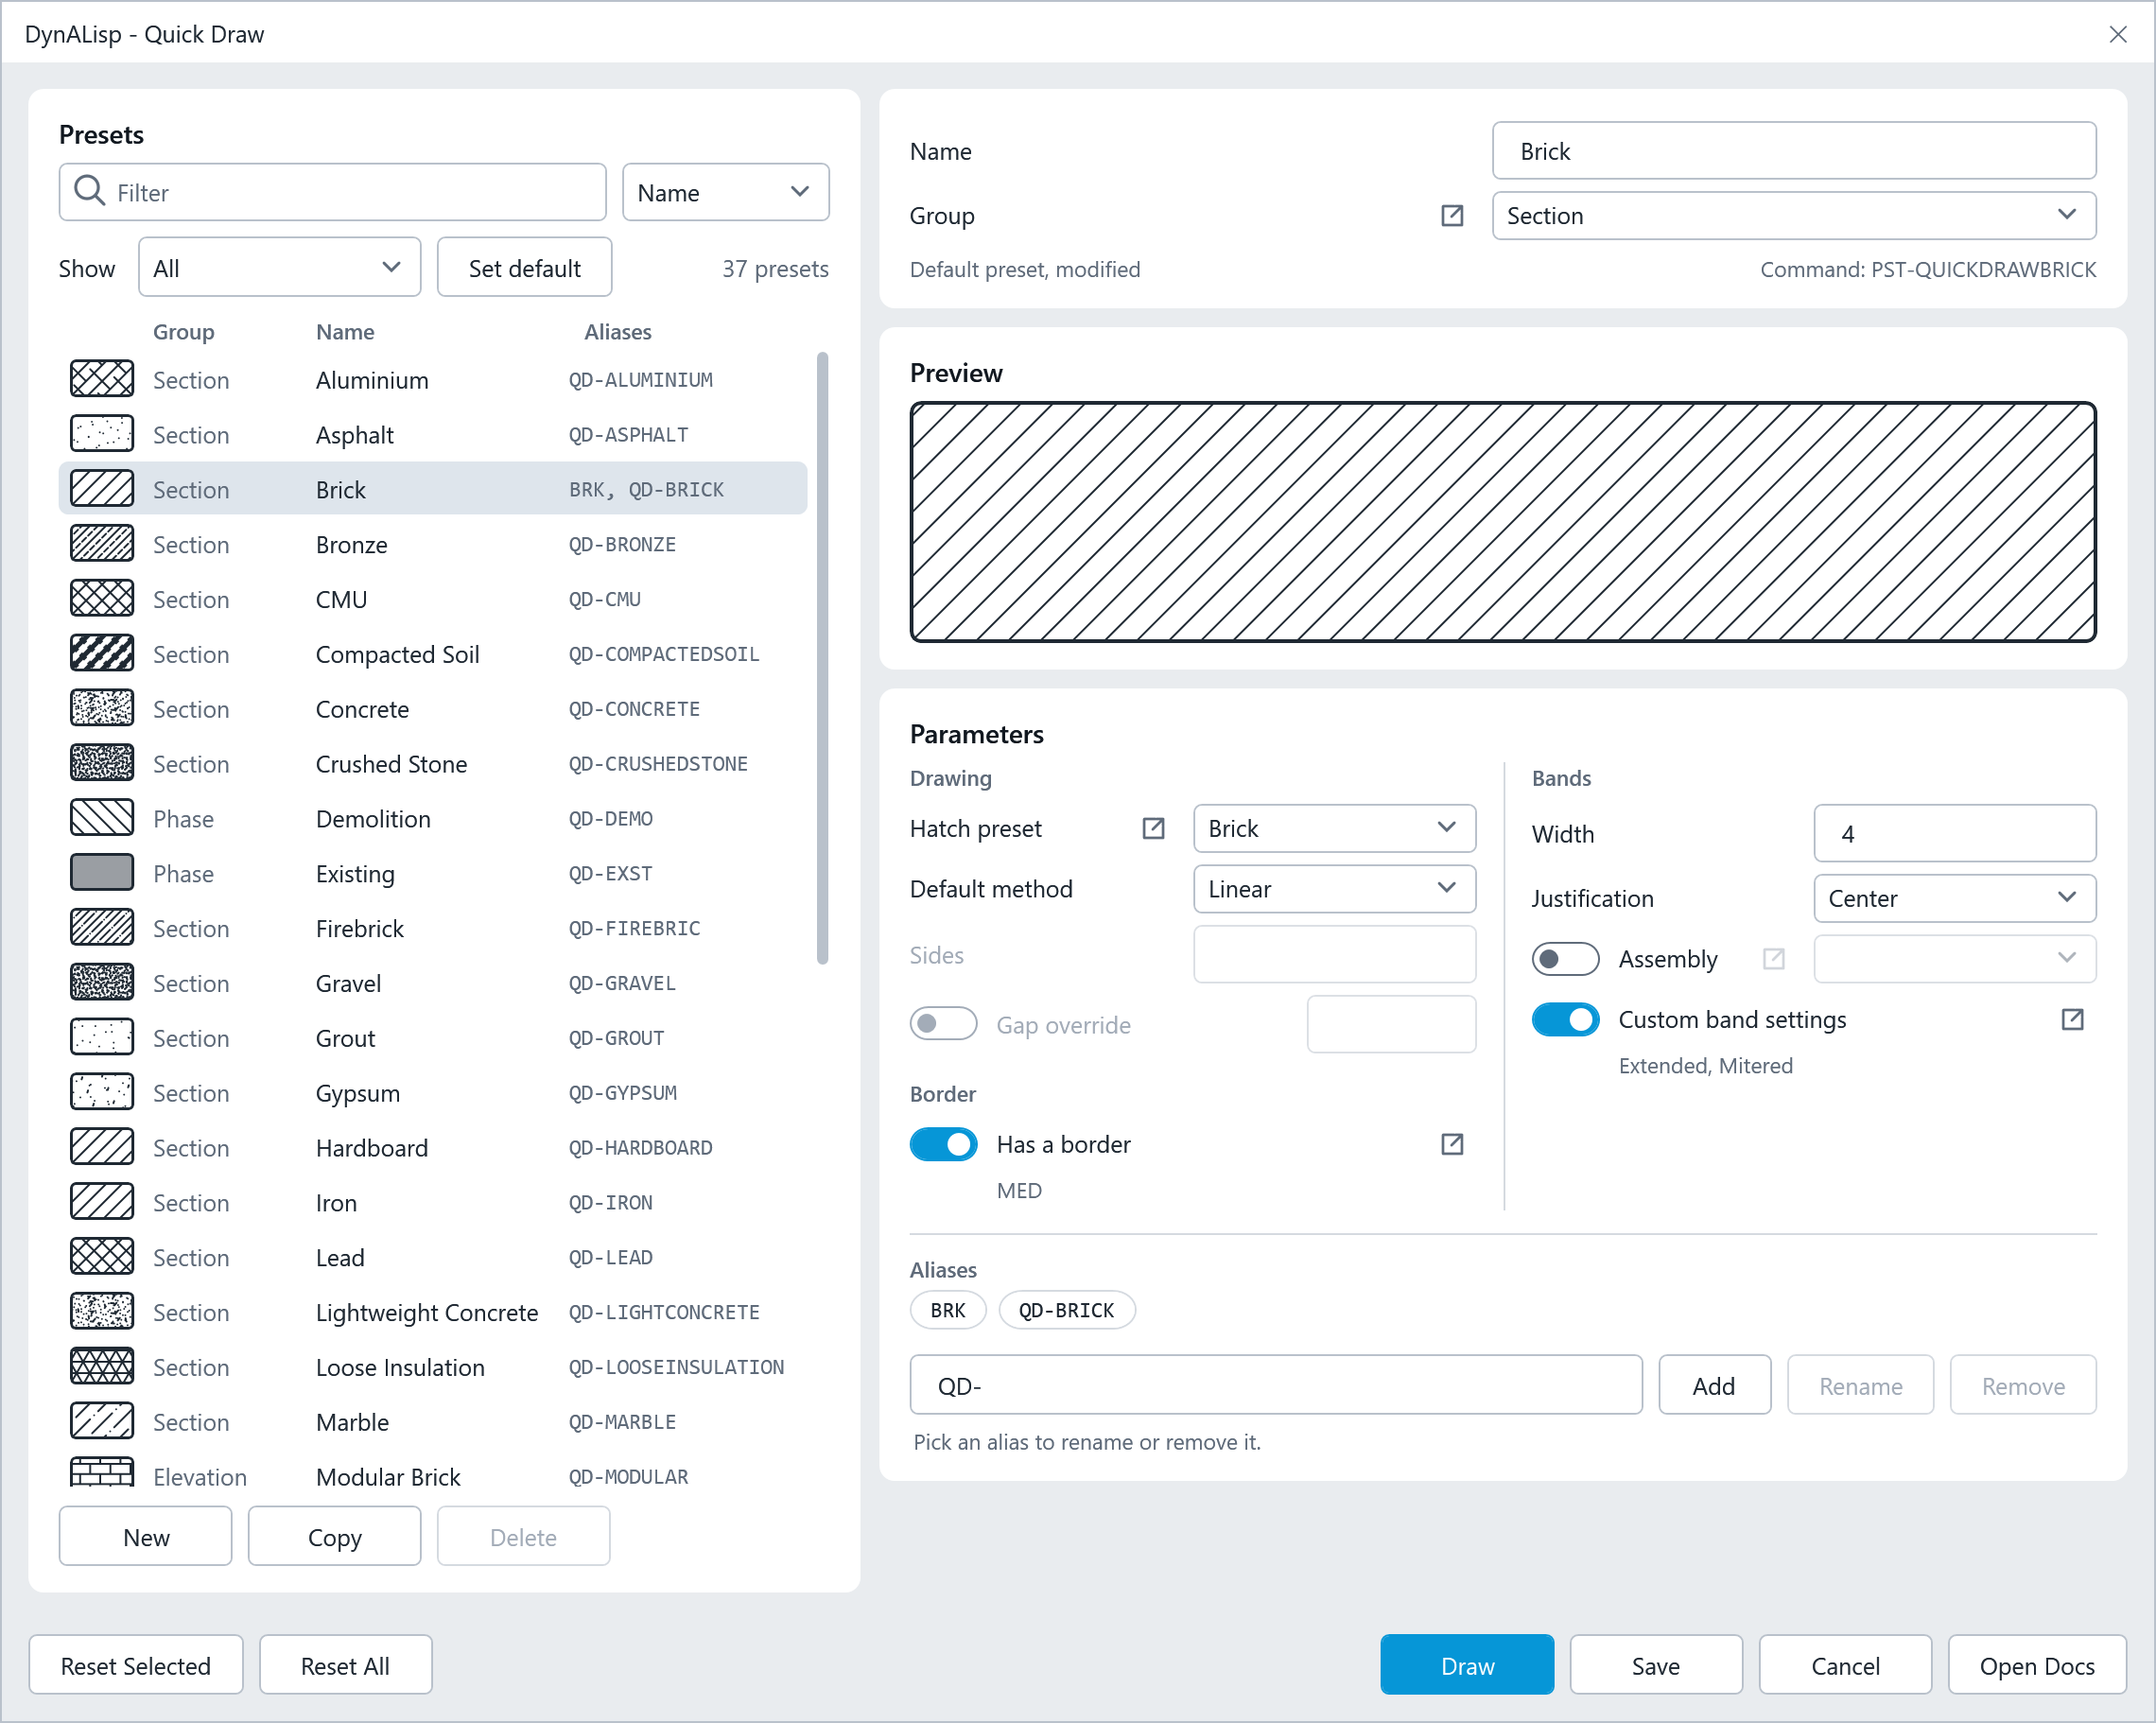 DynALisp - Quick Draw
Presets
Filter
Name
Show
All
Set default
37 presets
Group Name Aliases
Section Aluminium QD-ALUMINIUM
Section Asphalt QD-ASPHALT
Section Brick BRK, QD-BRICK
Section Bronze QD-BRONZE
Section CMU QD-CMU
Section Compacted Soil QD-COMPACTEDSOIL
Section Concrete QD-CONCRETE
Section Crushed Stone QD-CRUSHEDSTONE
Phase Demolition QD-DEMO
Phase Existing QD-EXST
Section Firebrick QD-FIREBRIC
Section Gravel QD-GRAVEL
Section Grout QD-GROUT
Section Gypsum QD-GYPSUM
Section Hardboard QD-HARDBOARD
Section Iron QD-IRON
Section Lead QD-LEAD
Section Lightweight Concrete QD-LIGHTCONCRETE
Section Loose Insulation QD-LOOSEINSULATION
Section Marble QD-MARBLE
Elevation Modular Brick QD-MODULAR
New
Copy
Delete
Name
Brick
Group
Section
Default preset, modified
Command: PST-QUICKDRAWBRICK
Preview
Parameters
Drawing
Hatch preset
Brick
Default method
Linear
Sides
Gap override
Border
Has a border
MED
Bands
Width
4
Justification
Center
Assembly
Custom band settings
Extended, Mitered
Aliases
BRK
QD-BRICK
QD-
Add
Rename
Remove
Pick an alias to rename or remove it.
Reset Selected
Reset All
Draw
Save
Cancel
Open Docs